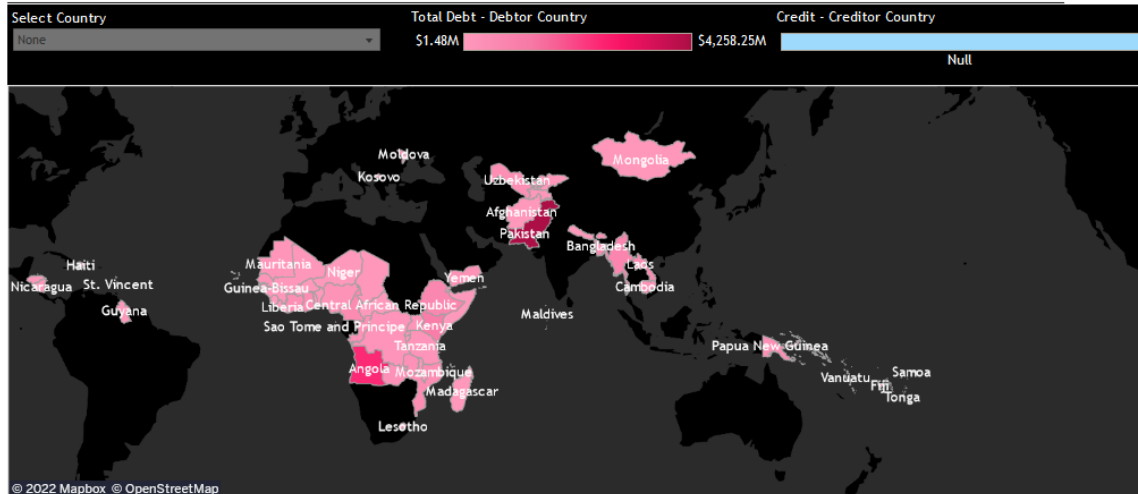 Select Country
Total Debt - Debtor Country
Credit - Creditor Country
None
$1.48M
$4,258.25M
Null
Moldova
Mongolia
Kosovo
Uzbekistan
Afghanistan
Pakistan
Bangladesh
Haiti
Mauritania
Niger
Yemen
Laos
Nicaragua
St. Vincent
Guinea-Bissau
Cambodia
Guyana
Liberia
Central African Republic
Maldives
Sao Tome and Principe
Kenya
Tanzania
Papua New Guinea
Angola
Mozambique
Samoa
Vanuatu
Fiji
Madagascar
Tonga
Lesotho
© 2022 Mapbox © OpenStreetMap